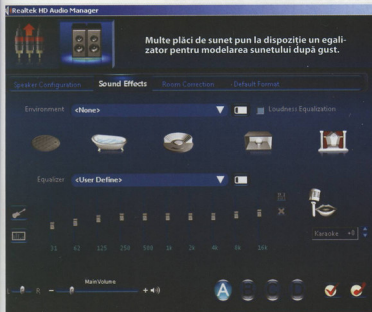 Realtek HD Audio Manager
Multe plăci de sunet pun la dispoziție un egali-
zator pentru modelarea sunetului după gust.
Speaker Configuration Sound Effects Room Correction Default Format
Environment <None> Loudness Equalization
Equalizer <User Define>
Karaoke +0
31 62 125 250 500 1k 2k 4k 8k 16k
Main Volume
L R - +
A